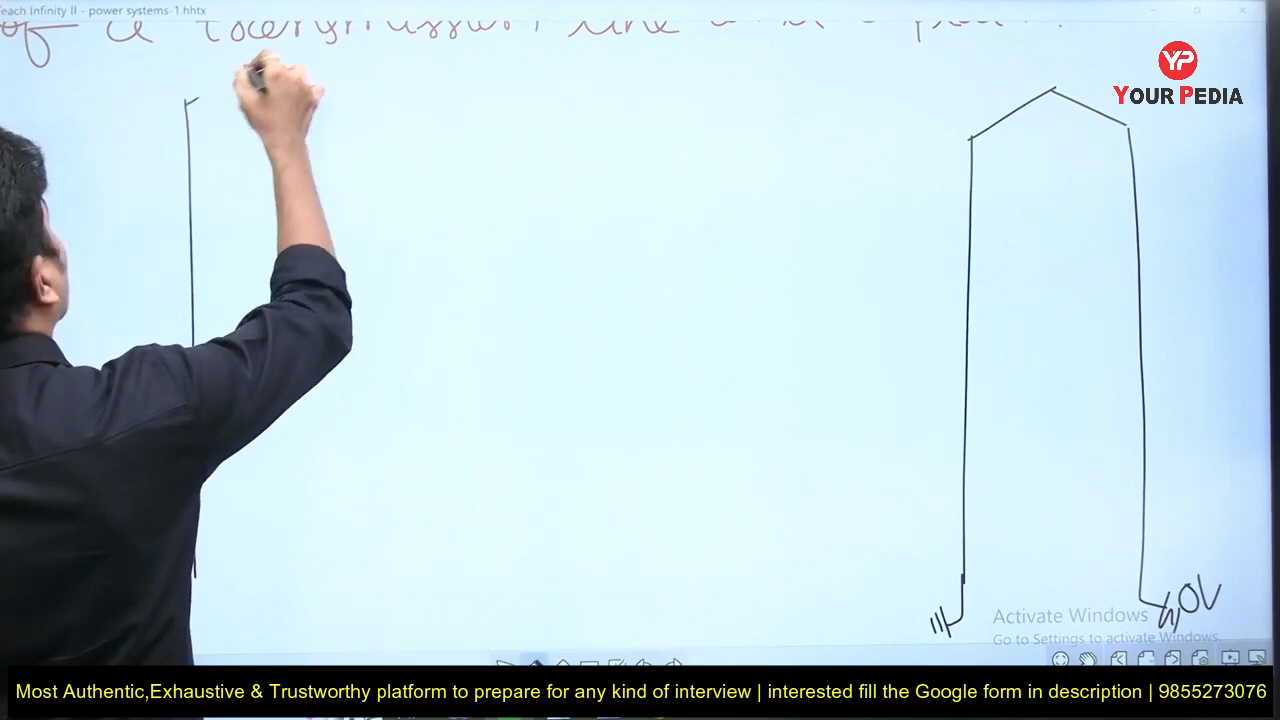 each Infinity II - power systems-1.hhtx
of a transmission line
YP
YOUR PEDIA
0V
Activate Windows
Go to Settings to activate Windows.
Most Authentic,Exhaustive & Trustworthy platform to prepare for any kind of interview | interested fill the Google form in description | 9855273076